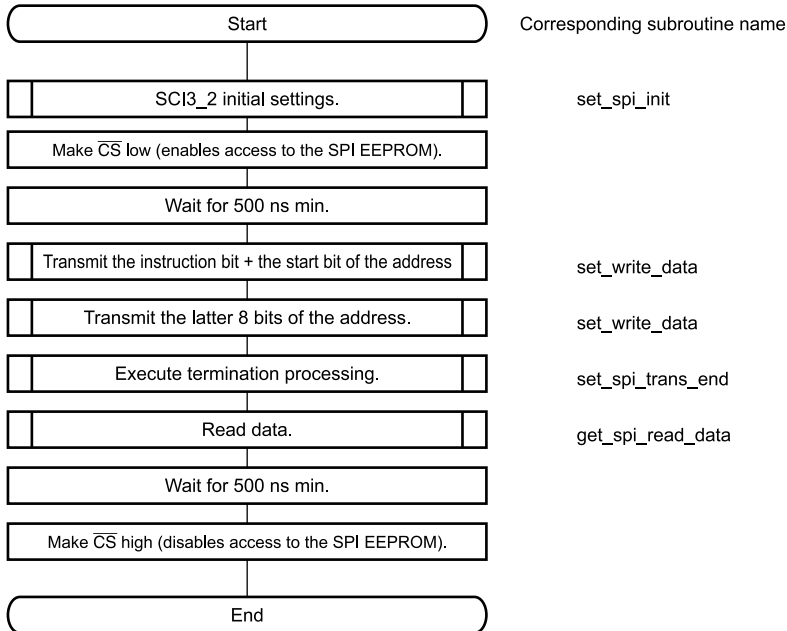 Start Corresponding subroutine name
SCI3_2 initial settings. set_spi_init
Make C̅S̅ low (enables access to the SPI EEPROM).
Wait for 500 ns min.
Transmit the instruction bit + the start bit of the address set_write_data
Transmit the latter 8 bits of the address. set_write_data
Execute termination processing. set_spi_trans_end
Read data. get_spi_read_data
Wait for 500 ns min.
Make C̅S̅ high (disables access to the SPI EEPROM).
End